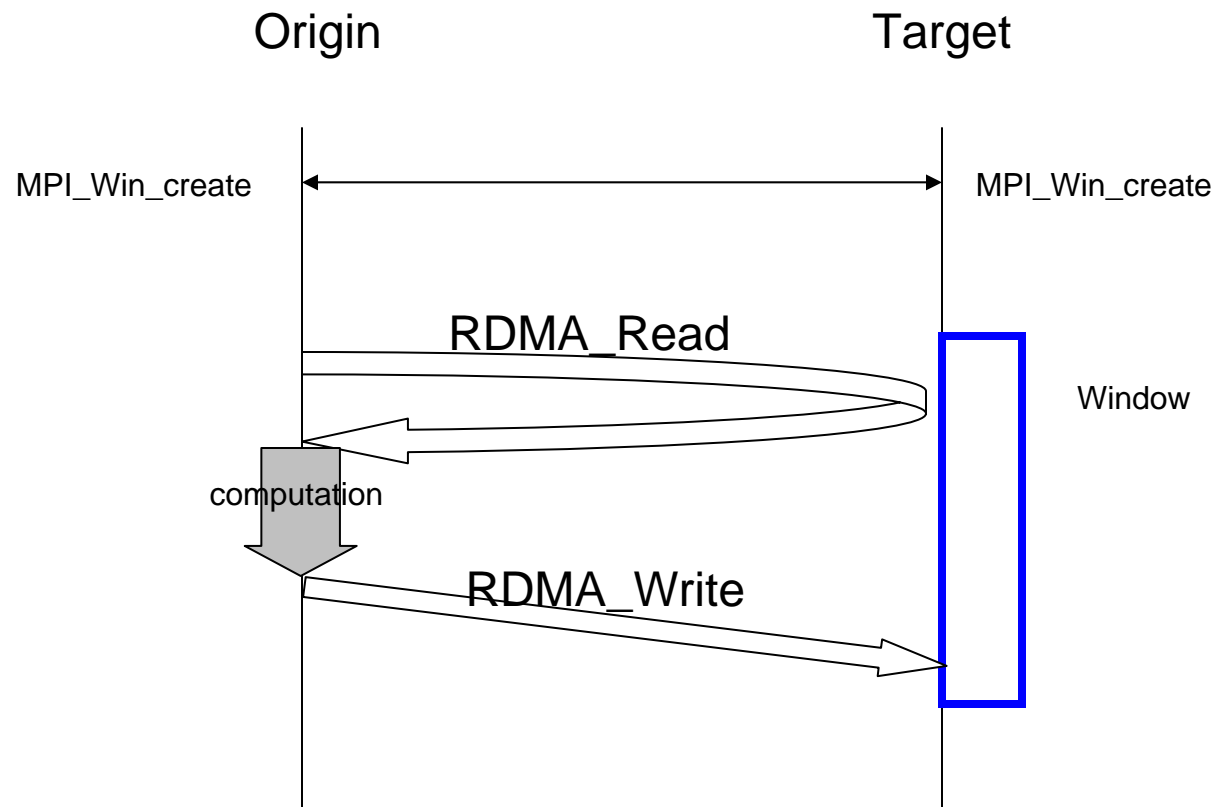 Origin
Target
MPI_Win_create
MPI_Win_create
RDMA_Read
Window
computation
RDMA_Write